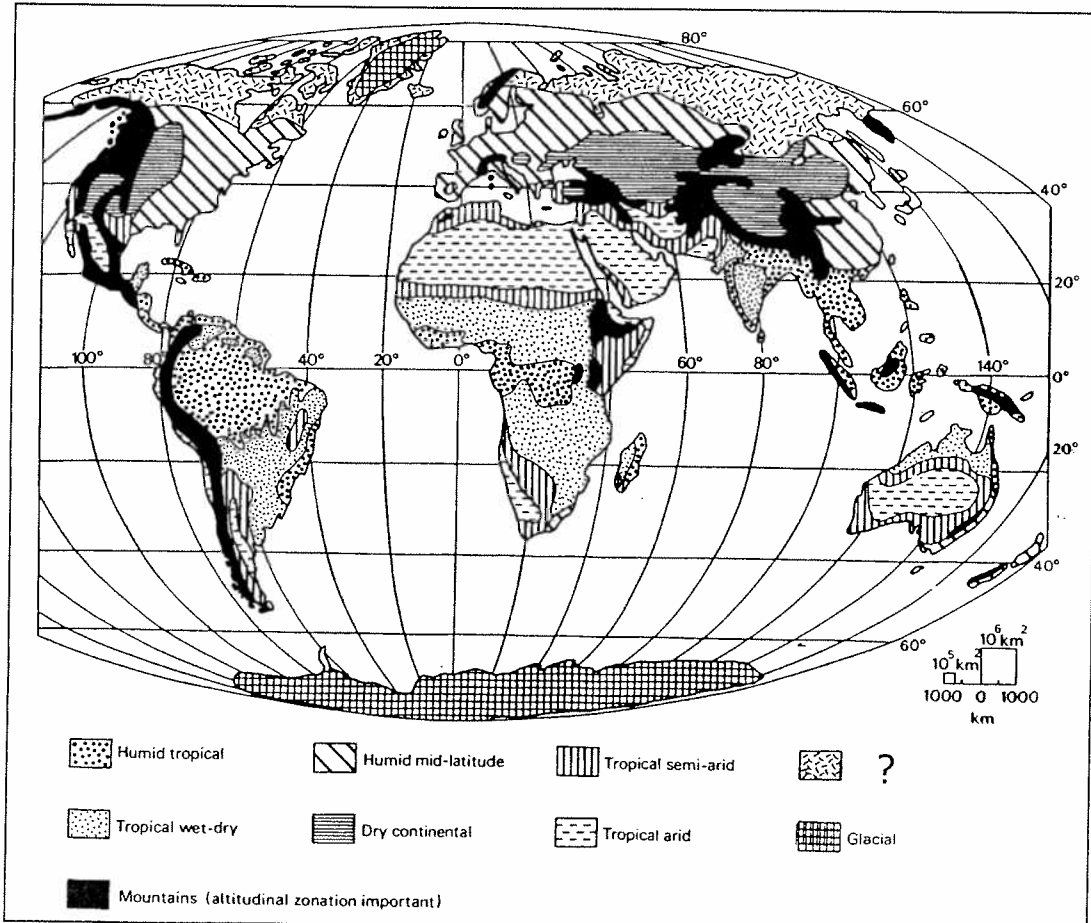 80°
60°
40°
20°
100°
80°
40°
0°
60°
80°
140°
0°
20°
40°
60°
10⁶ km²
10⁵ km²
1000 0 1000
km
Humid tropical
Humid mid-latitude
Tropical semi-arid
?
Tropical wet-dry
Dry continental
Tropical arid
Glacial
Mountains (altitudinal zonation important)